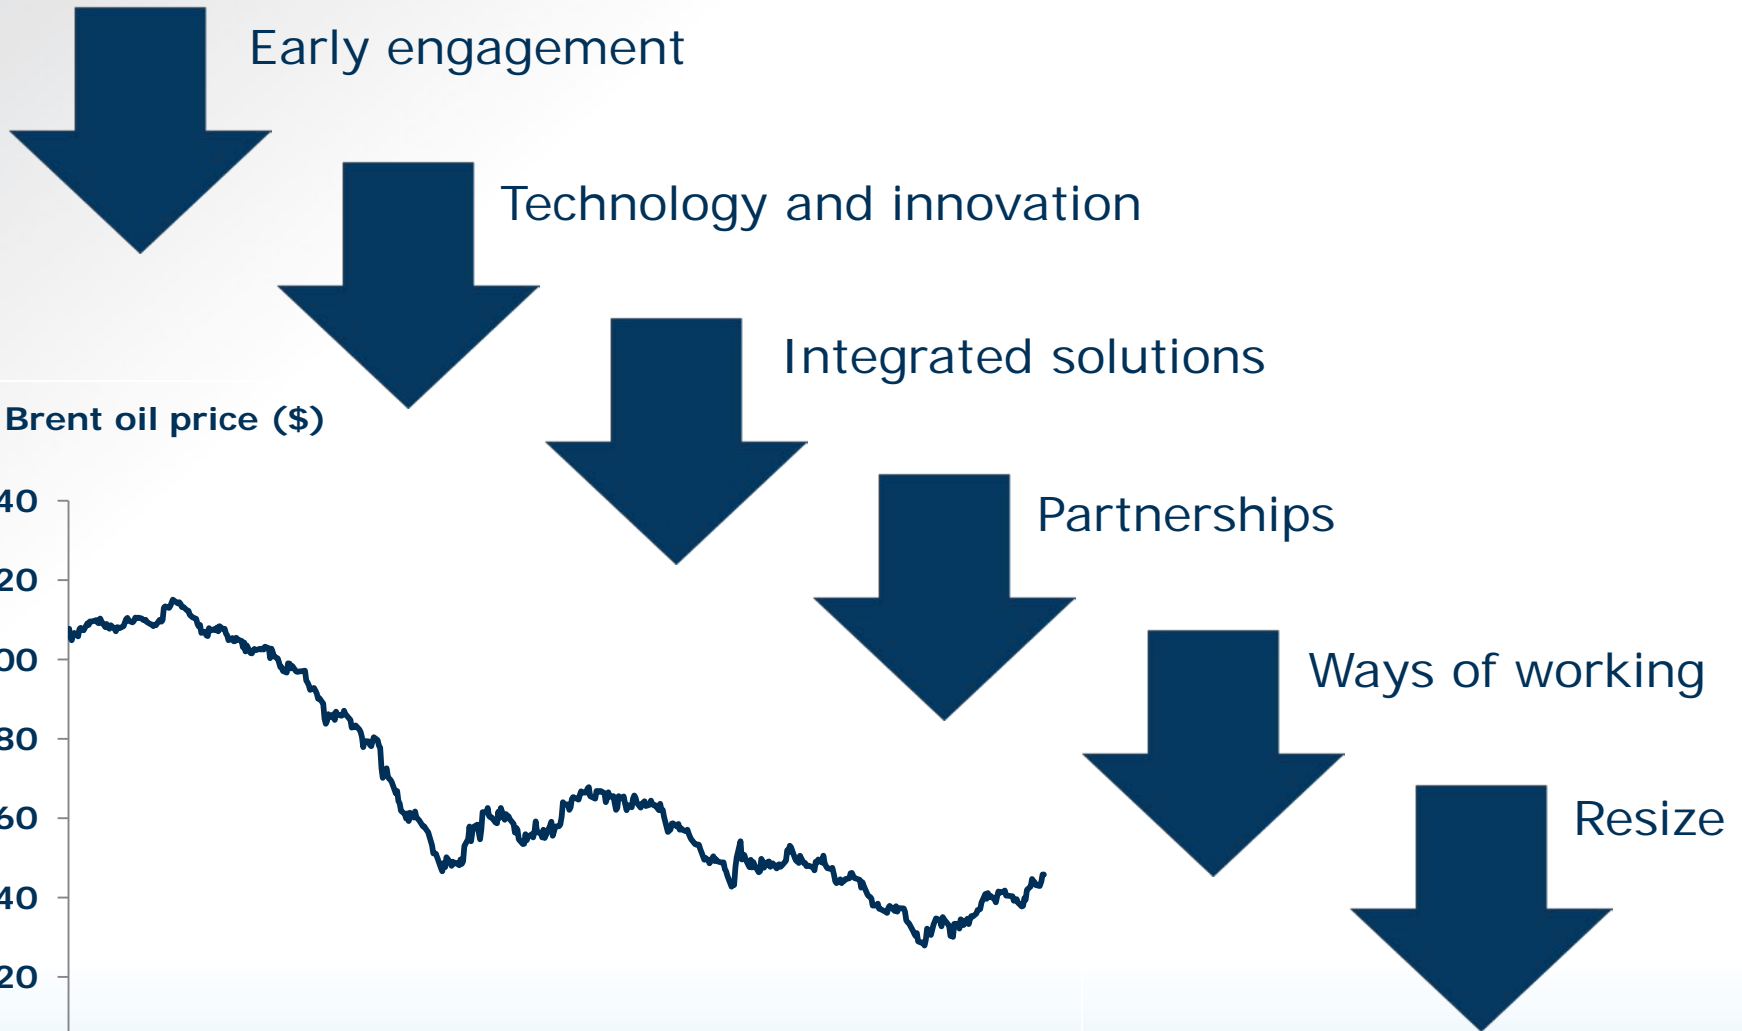 Early engagement
Technology and innovation
Integrated solutions
Brent oil price ($)
40
20
Partnerships
00
Ways of working
80
60
Resize
40
20